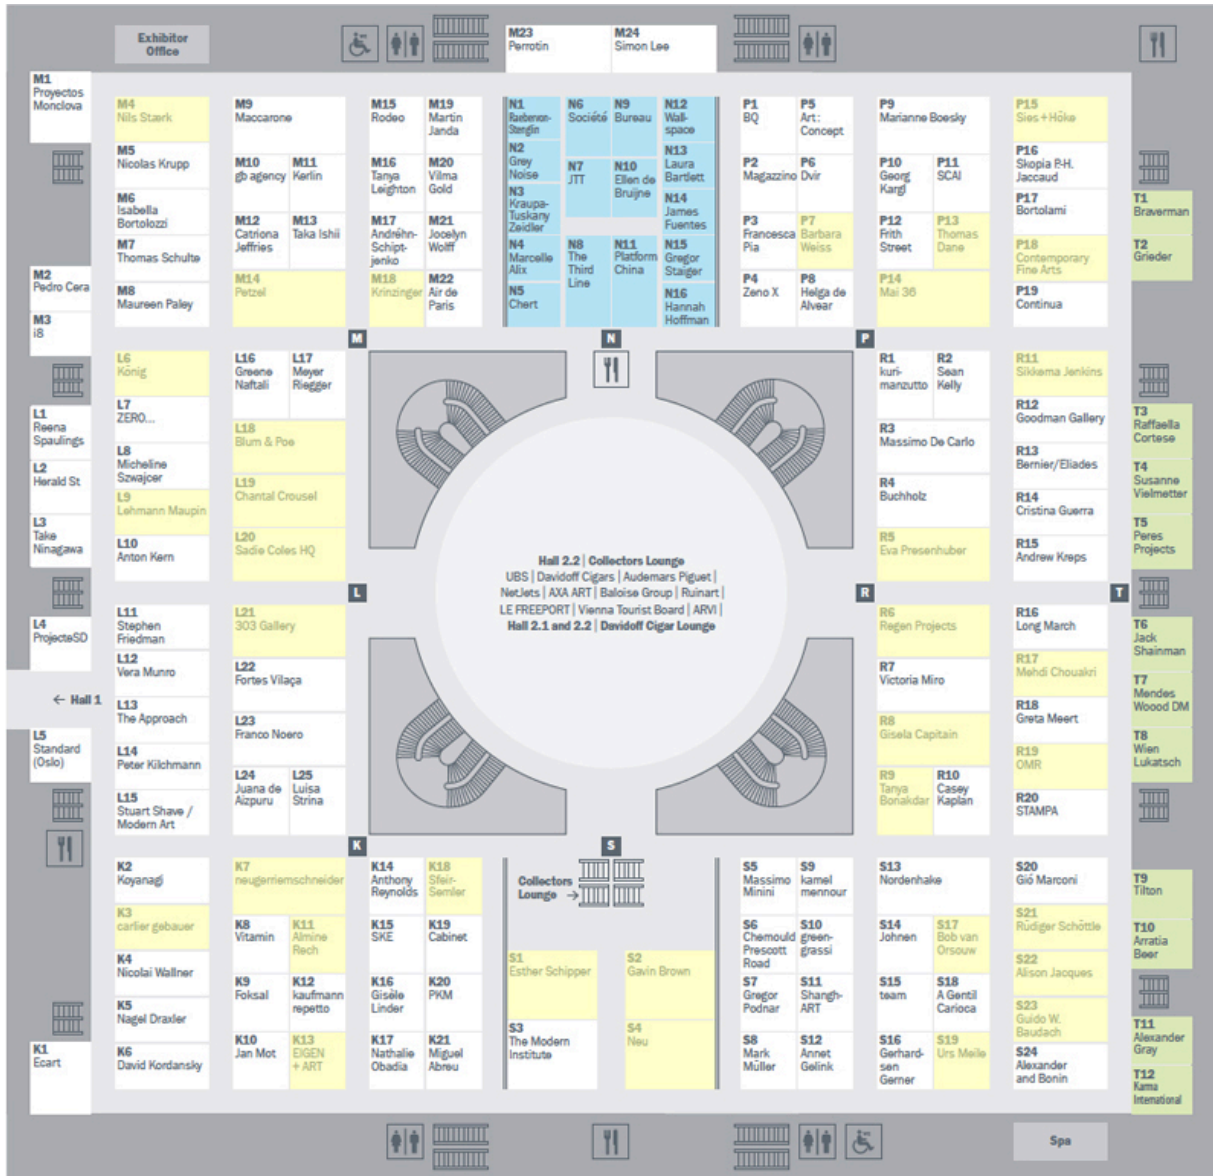 Exhibitor
Office
M23
Perrotin
M24
Simon Lee
M1
Proyectos
Monclova
M2
Pedro Cera
M3
i8
L1
Reena
Spaulings
L2
Herald St
L3
Take
Ninagawa
L4
ProjecteSD
← Hall 1
L5
Standard
(Oslo)
K1
Ecart
M4
Nils Stærk
M5
Nicolas Krupp
M6
Isabella
Bortolozzi
M7
Thomas Schulte
M8
Maureen Paley
M9
Maccarone
M10
gb agency
M11
Kerlin
M12
Catriona
Jeffries
M13
Taka Ishii
M14
Petzel
M15
Rodeo
M16
Tanya
Leighton
M17
Andréhn-
Schipt-
jenko
M18
Krinzinger
M19
Martin
Janda
M20
Vilma
Gold
M21
Jocelyn
Wolff
M22
Air de
Paris
N1
Raebervon-
Stenglin
N2
Grey
Noise
N3
Kraupa-
Tuskany
Zeidler
N4
Marcelle
Alix
N5
Chert
N6
Société
N7
JTT
N8
The
Third
Line
N9
Bureau
N10
Ellen de
Bruijne
N11
Platform
China
N12
Wall-
space
N13
Laura
Bartlett
N14
James
Fuentes
N15
Gregor
Staiger
N16
Hannah
Hoffman
P1
BQ
P2
Magazzino
P3
Francesca
Pia
P4
Zeno X
P5
Art :
Concept
P6
Dvir
P7
Barbara
Weiss
P8
Helga de
Alvear
P9
Marianne Boesky
P10
Georg
Kargl
P11
SCAI
P12
Frith
Street
P13
Thomas
Dane
P14
Mai 36
P15
Sies + Höke
P16
Skopia P.-H.
Jaccaud
P17
Bortolami
P18
Contemporary
Fine Arts
P19
Continua
T1
Braverman
T2
Grieder
M
N
P
L6
König
L7
ZERO...
L8
Micheline
Szwajcer
L9
Lehmann Maupin
L10
Anton Kern
L16
Greene
Naftali
L17
Meyer
Riegger
L18
Blum & Poe
L19
Chantal Crousel
L20
Sadie Coles HQ
R1
kuri-
manzutto
R2
Sean
Kelly
R3
Massimo De Carlo
R4
Buchholz
R5
Eva Presenhuber
R11
Sikkema Jenkins
R12
Goodman Gallery
R13
Bernier/Eliades
R14
Cristina Guerra
R15
Andrew Kreps
T3
Raffaella
Cortese
T4
Susanne
Vielmetter
T5
Peres
Projects
Hall 2.2 | Collectors Lounge
UBS | Davidoff Cigars | Audemars Piguet |
NetJets | AXA ART | Baloise Group | Ruinart |
LE FREEPORT | Vienna Tourist Board | ARVI |
Hall 2.1 and 2.2 | Davidoff Cigar Lounge
L
R
T
L11
Stephen
Friedman
L12
Vera Munro
L13
The Approach
L14
Peter Kilchmann
L15
Stuart Shave /
Modern Art
L21
303 Gallery
L22
Fortes Vilaça
L23
Franco Noero
L24
Juana de
Aizpuru
L25
Luisa
Strina
R6
Regen Projects
R7
Victoria Miro
R8
Gisela Capitain
R9
Tanya
Bonakdar
R10
Casey
Kaplan
R16
Long March
R17
Mehdi Chouakri
R18
Greta Meert
R19
OMR
R20
STAMPA
T6
Jack
Shainman
T7
Mendes
Woood DM
T8
Wien
Lukatsch
K
S
K2
Koyanagi
K3
carlier gebauer
K4
Nicolai Wallner
K5
Nagel Draxler
K6
David Kordansky
K7
neugerriemschneider
K8
Vitamin
K9
Foksal
K10
Jan Mot
K11
Almine
Rech
K12
kaufmann
repetto
K13
EIGEN
+ ART
K14
Anthony
Reynolds
K15
SKE
K16
Gisèle
Linder
K17
Nathalie
Obadia
K18
Sfeir-
Semler
K19
Cabinet
K20
PKM
K21
Miguel
Abreu
Collectors
Lounge →
S1
Esther Schipper
S2
Gavin Brown
S3
The Modern
Institute
S4
Neu
S5
Massimo
Minini
S6
Chemould
Prescott
Road
S7
Gregor
Podnar
S8
Mark
Müller
S9
kamel
mennour
S10
green-
grassi
S11
Shangh-
ART
S12
Annet
Gelink
S13
Nordenhake
S14
Johnen
S15
team
S16
Gerhard-
sen
Gerner
S17
Bob van
Orsouw
S18
A Gentil
Carioca
S19
Urs Meile
S20
Gió Marconi
S21
Rüdiger Schöttle
S22
Alison Jacques
S23
Guido W.
Baudach
S24
Alexander
and Bonin
T9
Tilton
T10
Arratia
Beer
T11
Alexander
Gray
T12
Karma
International
Spa